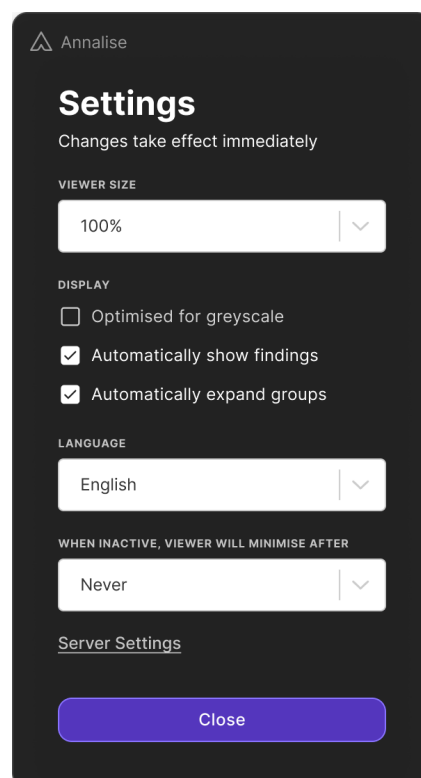 Annalise
Settings
Changes take effect immediately
VIEWER SIZE
100%
DISPLAY
Optimised for greyscale
Automatically show findings
Automatically expand groups
LANGUAGE
English
WHEN INACTIVE, VIEWER WILL MINIMISE AFTER
Never
Server Settings
Close